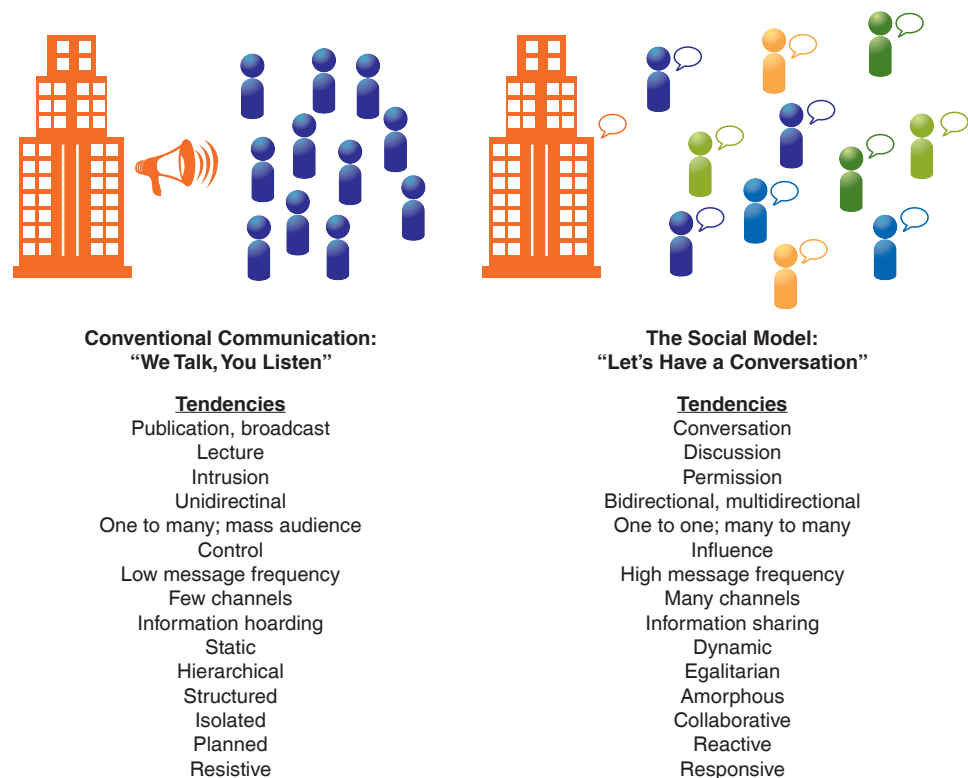 Conventional Communication:
“We Talk, You Listen”
Tendencies
Publication, broadcast
Lecture
Intrusion
Unidirectinal
One to many; mass audience
Control
Low message frequency
Few channels
Information hoarding
Static
Hierarchical
Structured
Isolated
Planned
Resistive
The Social Model:
“Let’s Have a Conversation”
Tendencies
Conversation
Discussion
Permission
Bidirectional, multidirectional
One to one; many to many
Influence
High message frequency
Many channels
Information sharing
Dynamic
Egalitarian
Amorphous
Collaborative
Reactive
Responsive